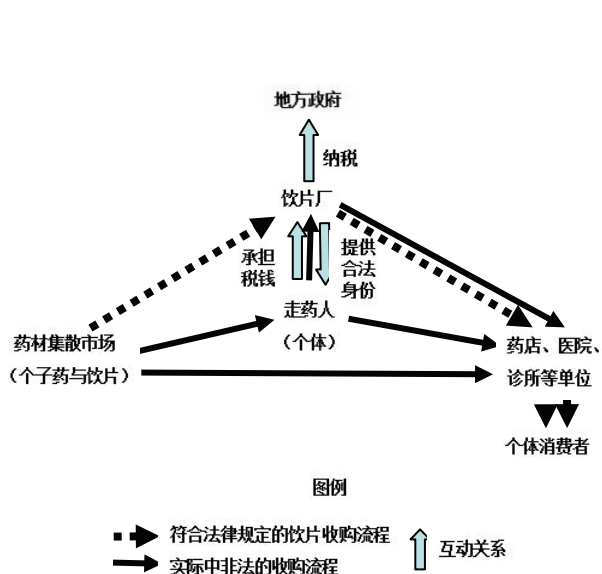 地方政府
纳税
饮片厂
承担
税钱
提供
合法
身份
走药人
（个体）
药材集散市场
（个子药与饮片）
药店、医院、
诊所等单位
个体消费者
图例
符合法律规定的饮片收购流程
实际中非法的收购流程
互动关系